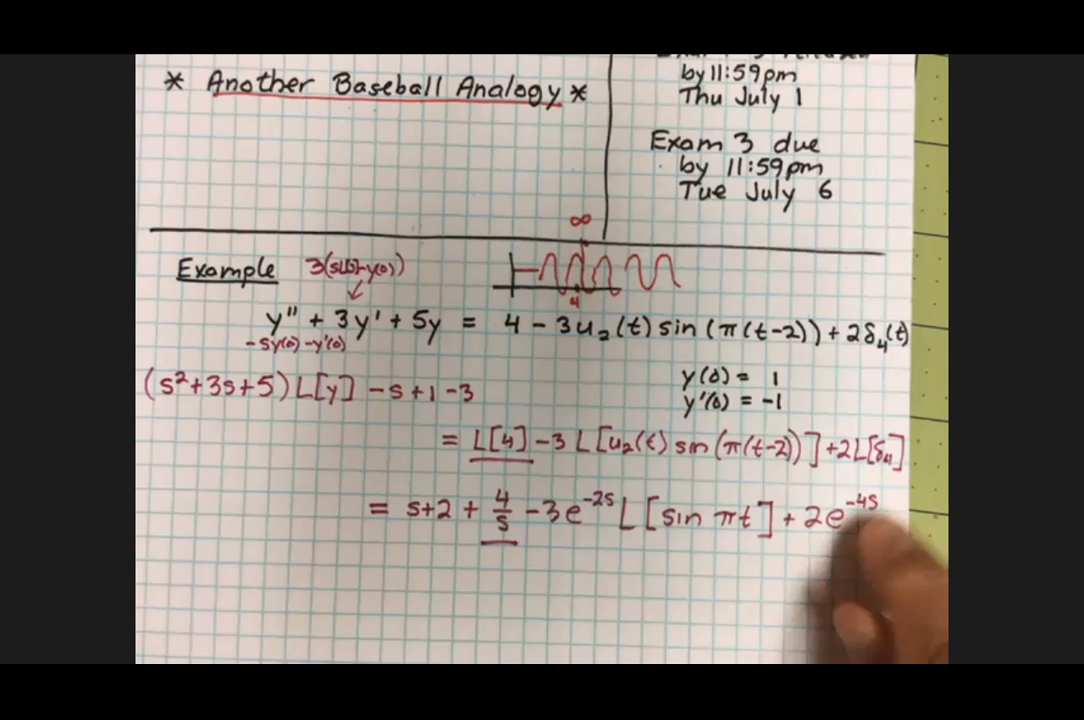 * Another Baseball Analogy *
by 11:59pm
Thu July 1
Exam 3 due
by 11:59pm
Tue July 6
∞
4
Example 3(sL[y]-y(0))
y'' + 3y' + 5y = 4 - 3u₂(t) sin(π(t-2)) + 2δ₄(t)
-sy(0) -y'(0)
y(0) = 1
y'(0) = -1
(s²+3s+5) L[y] - s + 1 - 3
= L[4] - 3 L[u₂(t) sin(π(t-2))] + 2L[δ₄]
= s+2 + 4/s - 3e⁻²ˢ L[sin πt] + 2e⁻⁴ˢ